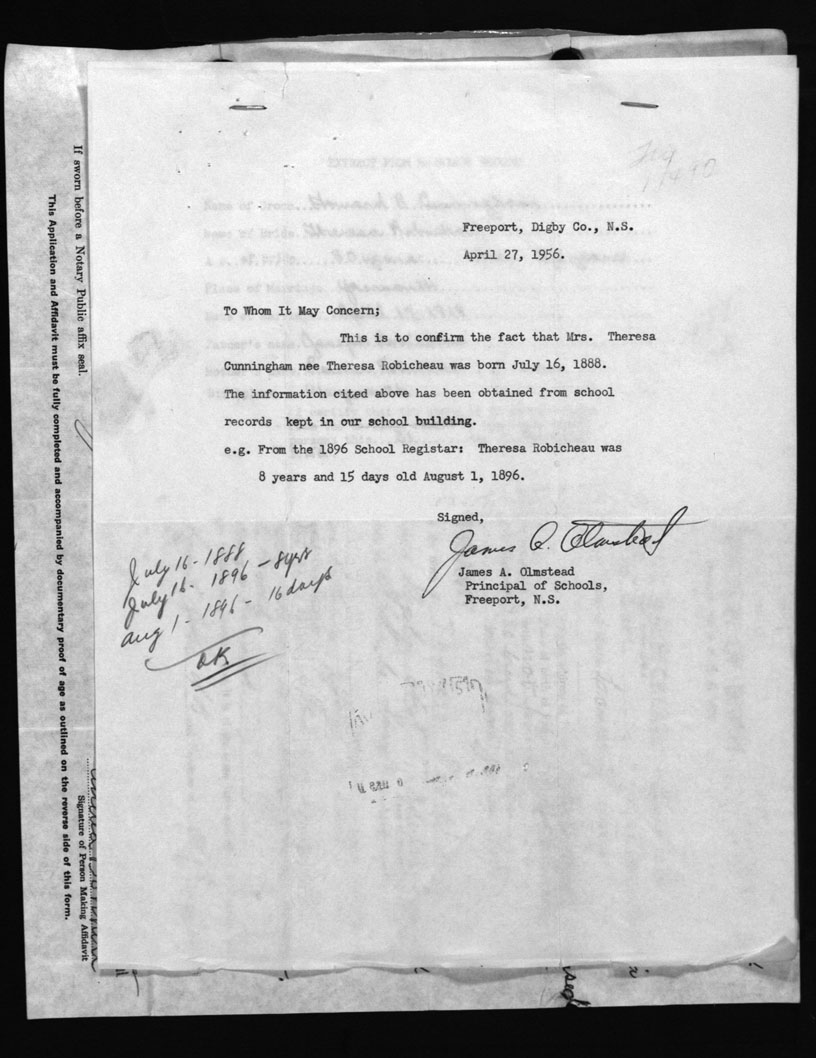 Freeport, Digby Co., N.S.
April 27, 1956.
To Whom It May Concern;
This is to confirm the fact that Mrs. Theresa
Cunningham nee Theresa Robicheau was born July 16, 1888.
The information cited above has been obtained from school
records kept in our school building.
e.g. From the 1896 School Registar: Theresa Robicheau was
8 years and 15 days old August 1, 1896.
Signed,
James A. Olmstead
James A. Olmstead
Principal of Schools,
Freeport, N.S.
July 16 - 1888
July 16 - 1896 - 8yrs
Aug 1 - 1896 - 16 days
OK
If sworn before a Notary Public affix seal.
This Application and Affidavit must be fully completed and accompanied by documentary proof of age as outlined on the reverse side of this form.
Signature of Person Making Affidavit